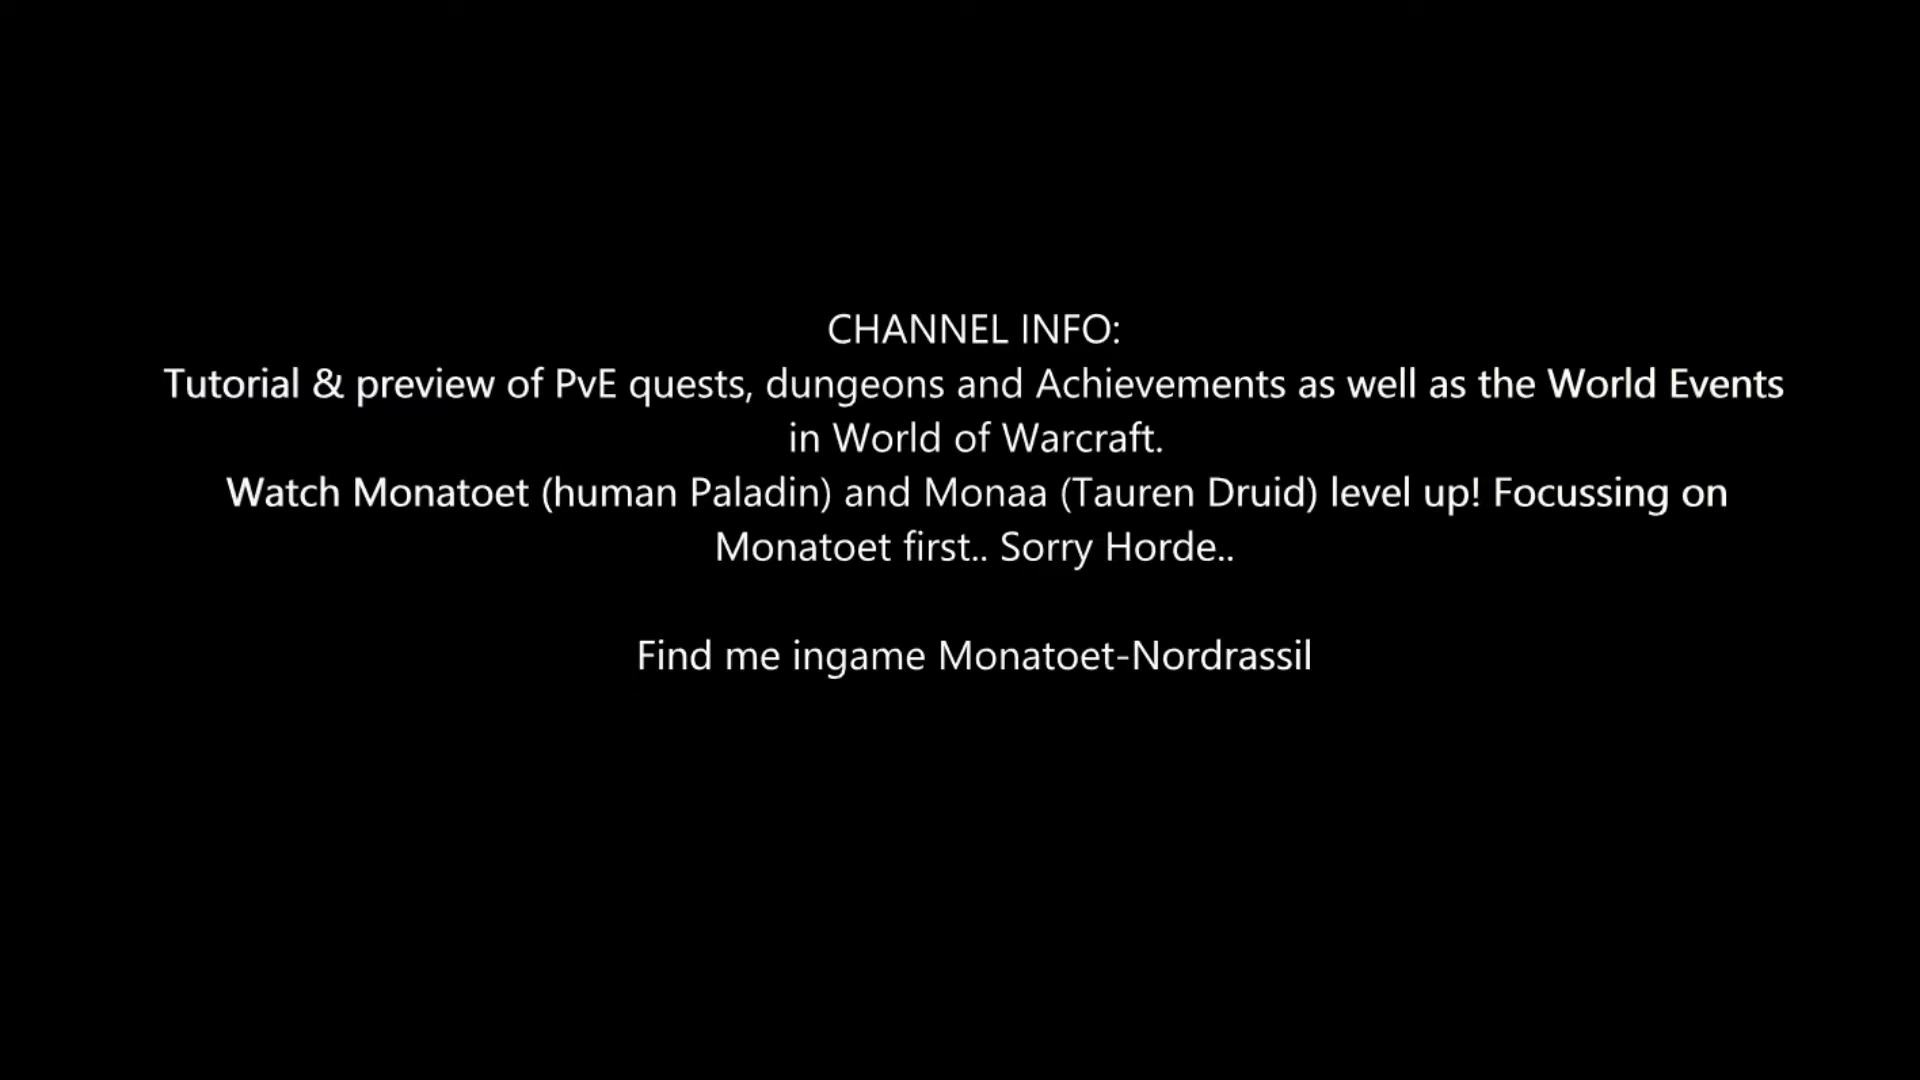 CHANNEL INFO:
Tutorial & preview of PvE quests, dungeons and Achievements as well as the World Events
in World of Warcraft.
Watch Monatoet (human Paladin) and Monaa (Tauren Druid) level up! Focussing on
Monatoet first.. Sorry Horde..
Find me ingame Monatoet-Nordrassil